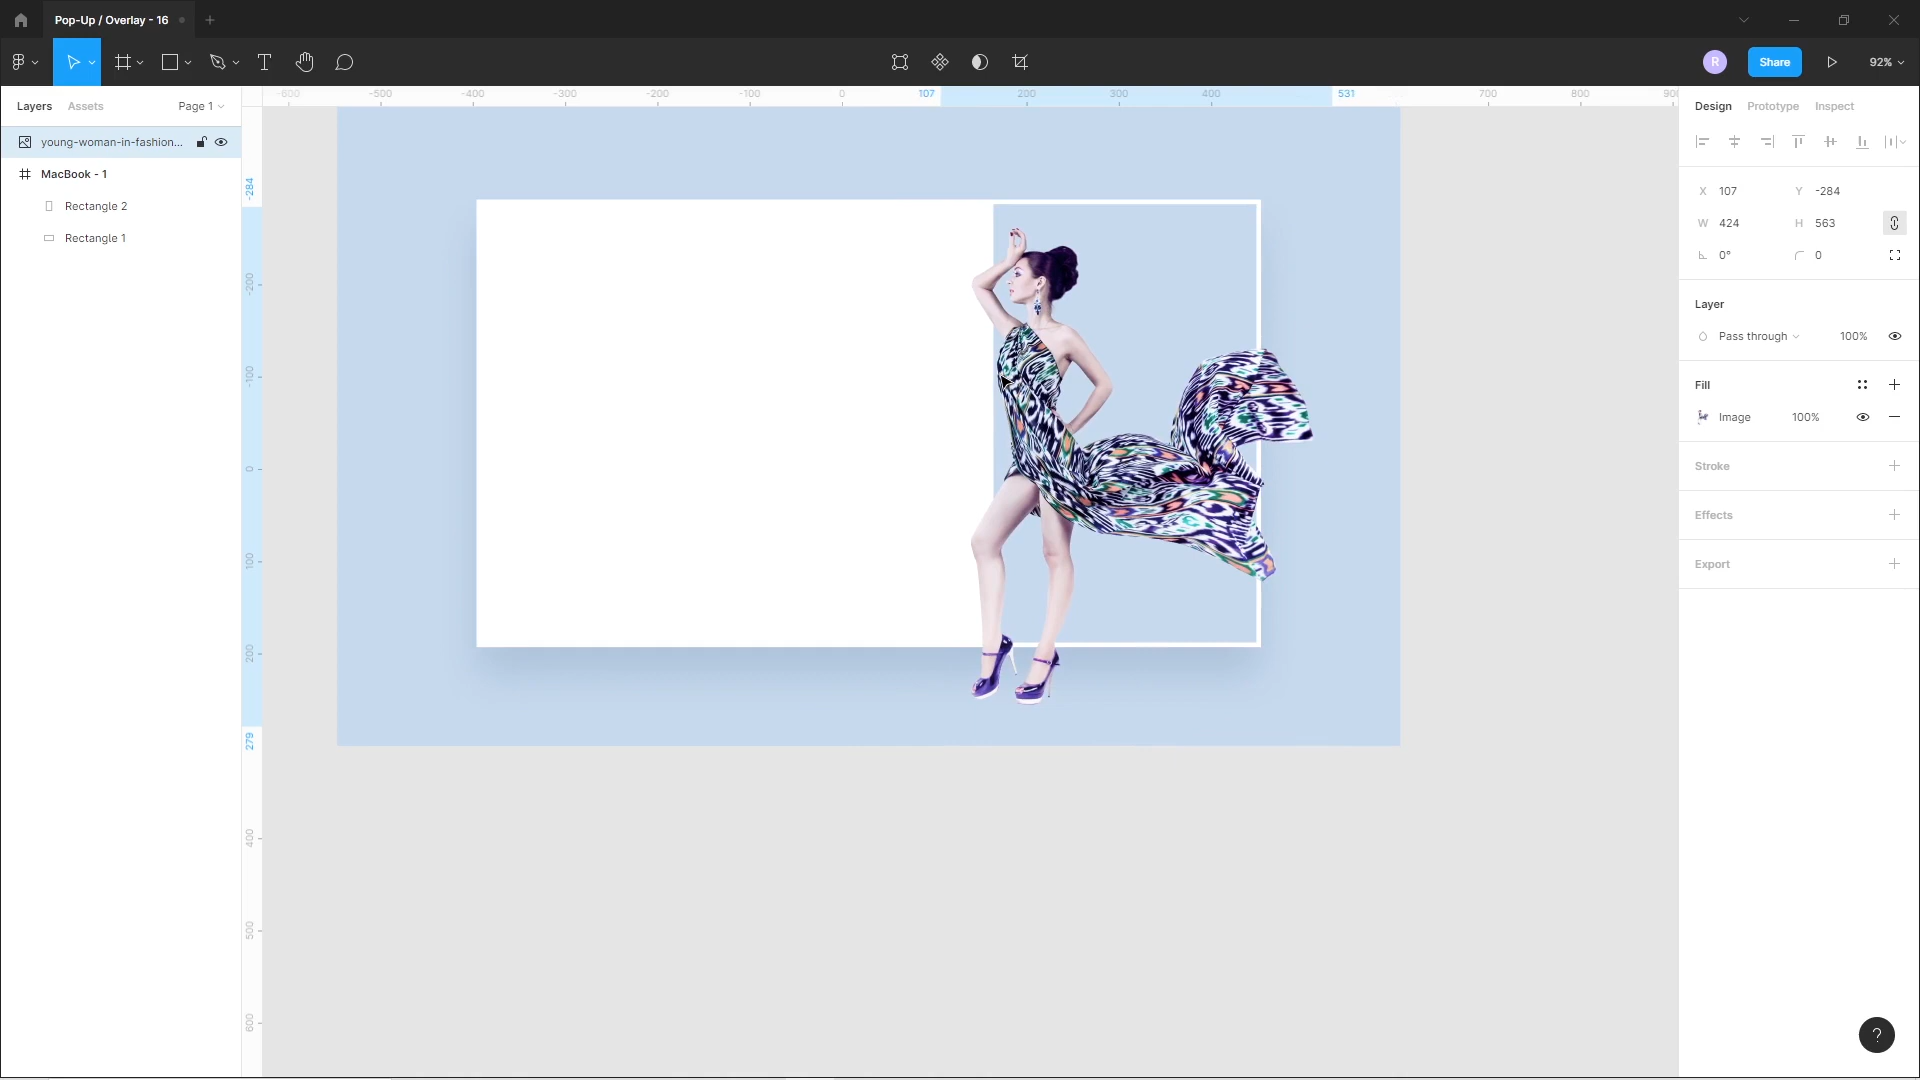 Pop-Up / Overlay - 16
Share
92%
R
Layers
Assets
Page 1
young-woman-in-fashion...
MacBook - 1
Rectangle 2
Rectangle 1
-600 -500 -400 -300 -200 -100 0 107 200 300 400 531 700 800 900
-284
-200
-100
0
100
200
279
400
500
600
Design
Prototype
Inspect
X 107 Y -284
W 424 H 563
0° 0
Layer
Pass through 100%
Fill
Image 100%
Stroke
Effects
Export
?